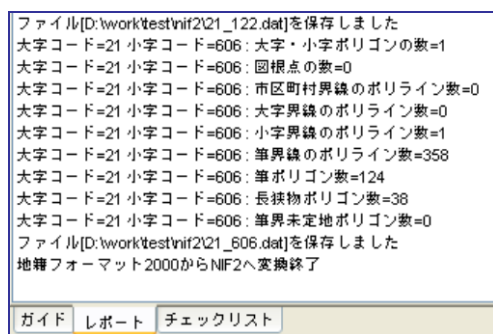 ファイル[D:\work\test\nif2\21_122.dat]を保存しました
大字コード=21 小字コード=606 : 大字・小字ポリゴンの数=1
大字コード=21 小字コード=606 : 図根点の数=0
大字コード=21 小字コード=606 : 市区町村界線のポリライン数=0
大字コード=21 小字コード=606 : 大字界線のポリライン数=0
大字コード=21 小字コード=606 : 小字界線のポリライン数=1
大字コード=21 小字コード=606 : 筆界線のポリライン数=358
大字コード=21 小字コード=606 : 筆ポリゴン数=124
大字コード=21 小字コード=606 : 長狭物ポリゴン数=38
大字コード=21 小字コード=606 : 筆界未定地ポリゴン数=0
ファイル[D:\work\test\nif2\21_606.dat]を保存しました
地籍フォーマット2000からNIF2へ変換終了
ガイド レポート チェックリスト